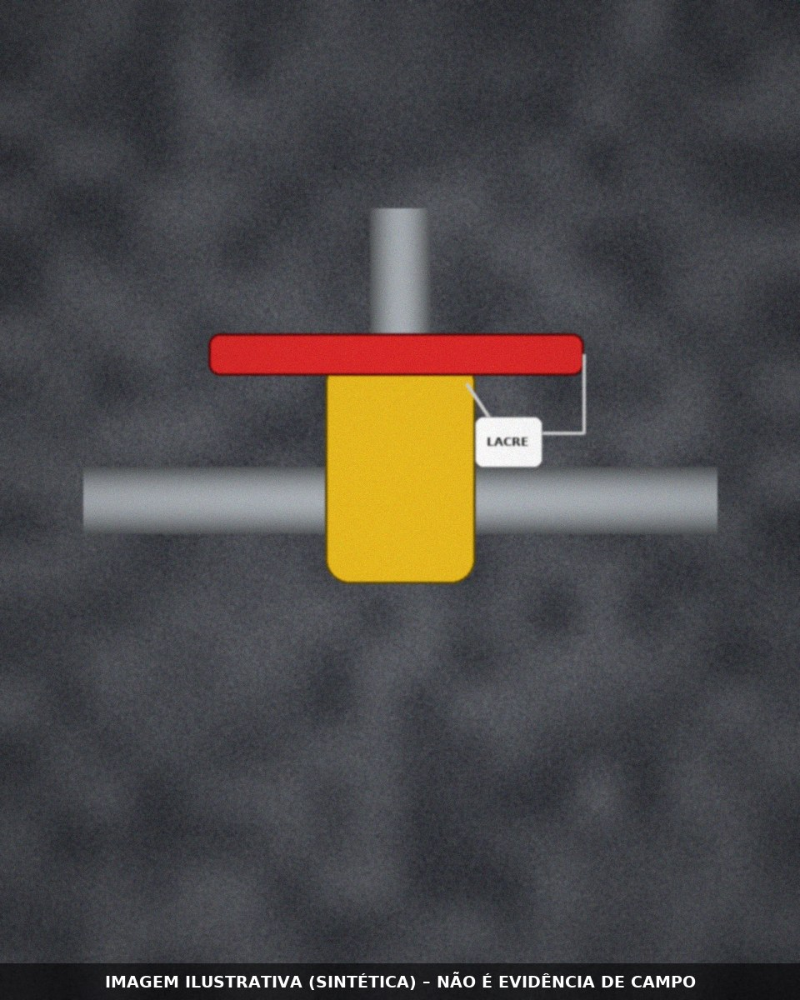 LACRE
IMAGEM ILUSTRATIVA (SINTÉTICA) – NÃO É EVIDÊNCIA DE CAMPO